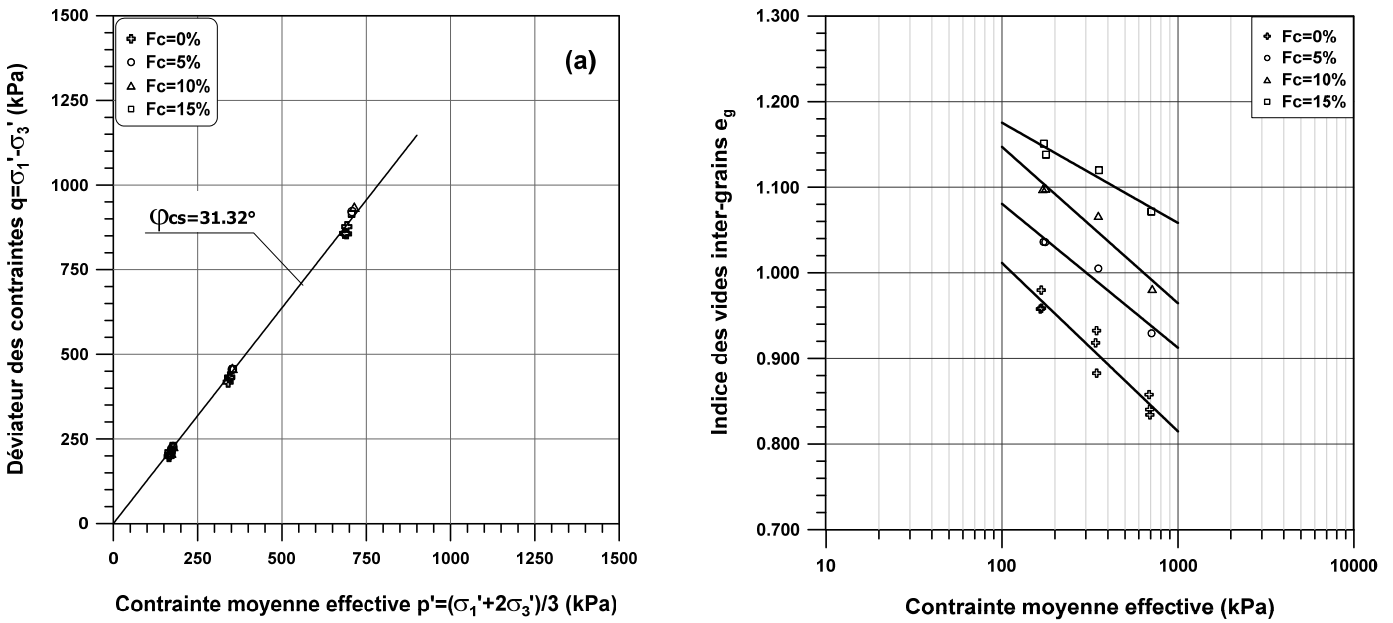 1500
1250
1000
750
500
250
0
Déviateur des contraintes q=σ1'-σ3' (kPa)
Fc=0%
Fc=5%
Fc=10%
Fc=15%
(a)
φcs=31.32°
0 250 500 750 1000 1250 1500
Contrainte moyenne effective p'=(σ1'+2σ3')/3 (kPa)
1.300
1.200
1.100
1.000
0.900
0.800
0.700
Indice des vides inter-grains eg
Fc=0%
Fc=5%
Fc=10%
Fc=15%
10 100 1000 10000
Contrainte moyenne effective (kPa)